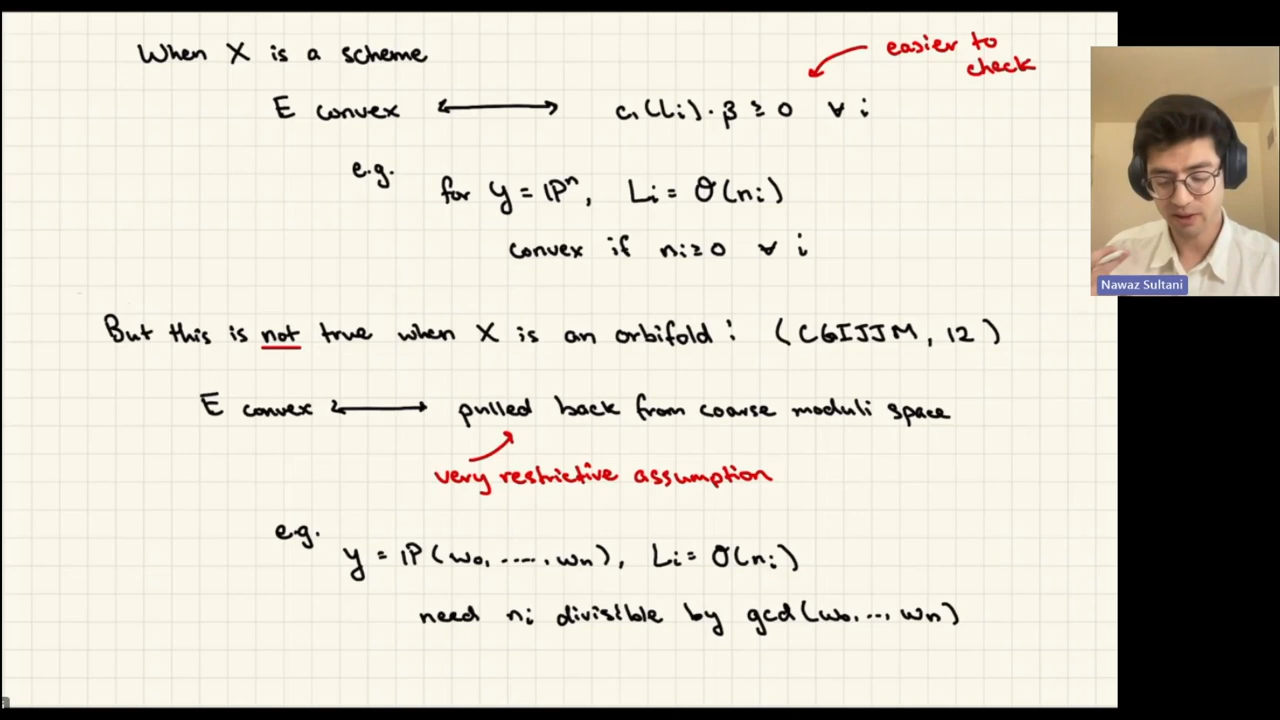 When X is a scheme
easier to
check
E convex ⟷ c₁(Li)·β ≥ 0 ∀ i
e.g. for Y = ℙⁿ, Li = O(ni)
convex if ni ≥ 0 ∀ i
But this is not true when X is an orbifold : (CGIJJM, 12)
E convex ⟷ pulled back from coarse moduli space
very restrictive assumption
e.g. Y = ℙ(w₀, ....., wn), Li = O(ni)
need ni divisible by gcd(w₀, ..., wn)
Nawaz Sultani